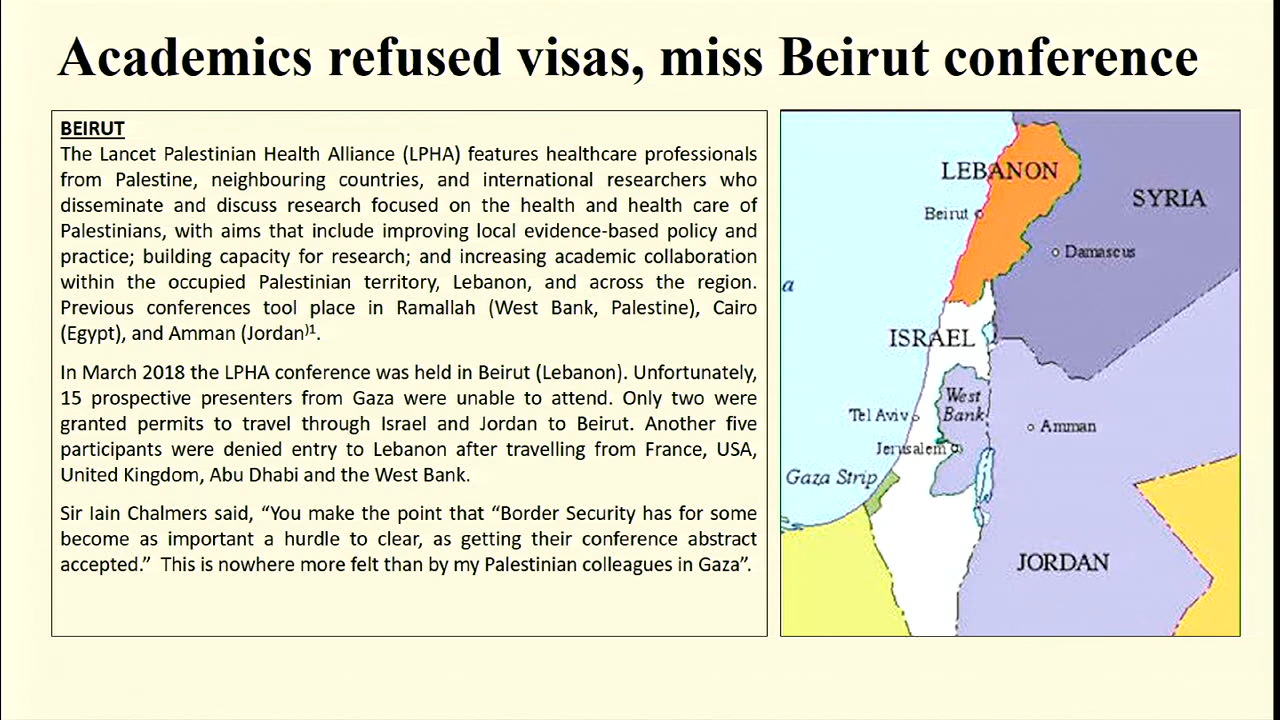 Academics refused visas, miss Beirut conference
BEIRUT
The Lancet Palestinian Health Alliance (LPHA) features healthcare professionals
from Palestine, neighbouring countries, and international researchers who
disseminate and discuss research focused on the health and health care of
Palestinians, with aims that include improving local evidence-based policy and
practice; building capacity for research; and increasing academic collaboration
within the occupied Palestinian territory, Lebanon, and across the region.
Previous conferences tool place in Ramallah (West Bank, Palestine), Cairo
(Egypt), and Amman (Jordan)1.
In March 2018 the LPHA conference was held in Beirut (Lebanon). Unfortunately,
15 prospective presenters from Gaza were unable to attend. Only two were
granted permits to travel through Israel and Jordan to Beirut. Another five
participants were denied entry to Lebanon after travelling from France, USA,
United Kingdom, Abu Dhabi and the West Bank.
Sir Iain Chalmers said, “You make the point that “Border Security has for some
become as important a hurdle to clear, as getting their conference abstract
accepted.” This is nowhere more felt than by my Palestinian colleagues in Gaza”.
LEBANON
SYRIA
Beirut
Damascus
a
ISRAEL
West
Bank
Tel Aviv
Amman
Jerusalem
Gaza Strip
JORDAN